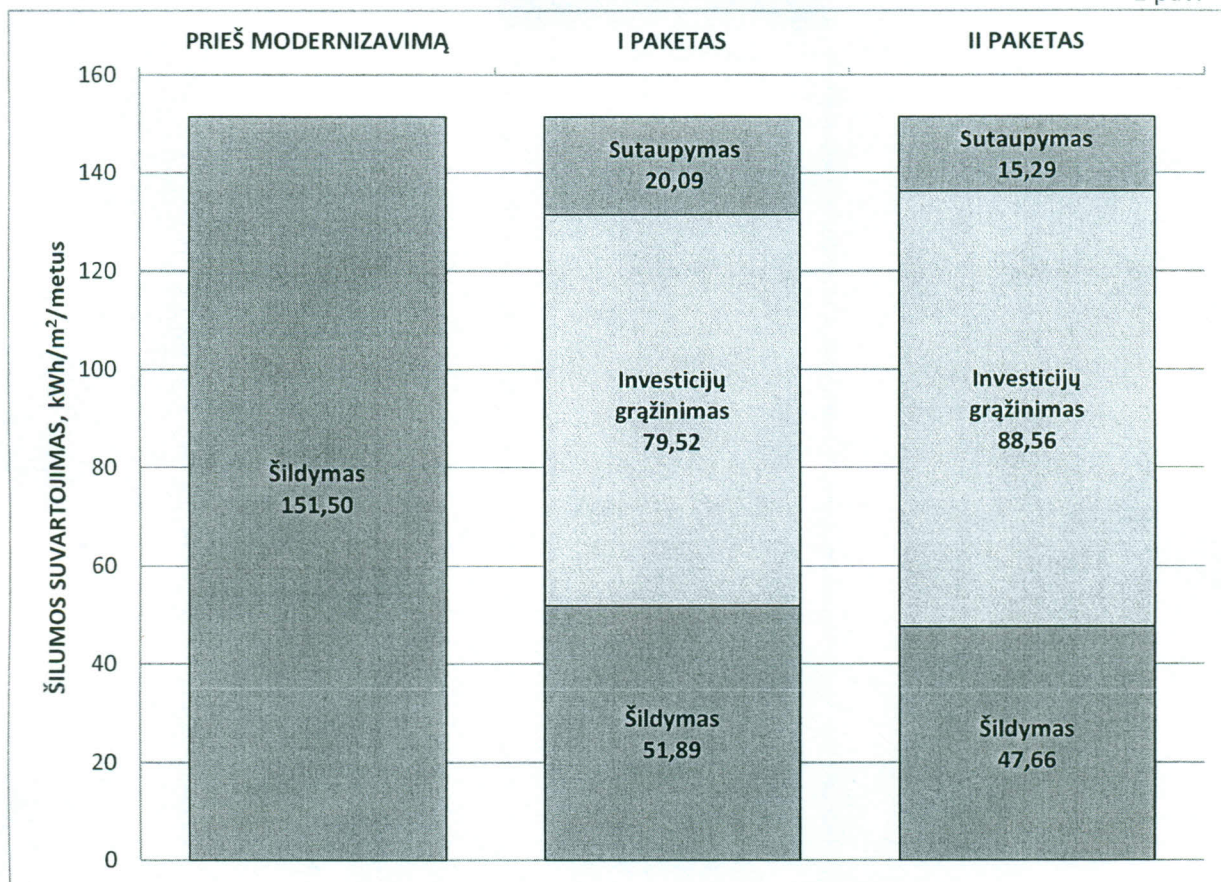 PRIEŠ MODERNIZAVIMĄ I PAKETAS II PAKETAS
ŠILUMOS SUVARTOJIMAS, kWh/m²/metus
160
140
120
100
80
60
40
20
0
Šildymas
151,50
Sutaupymas
20,09
Investicijų
grąžinimas
79,52
Šildymas
51,89
Sutaupymas
15,29
Investicijų
grąžinimas
88,56
Šildymas
47,66